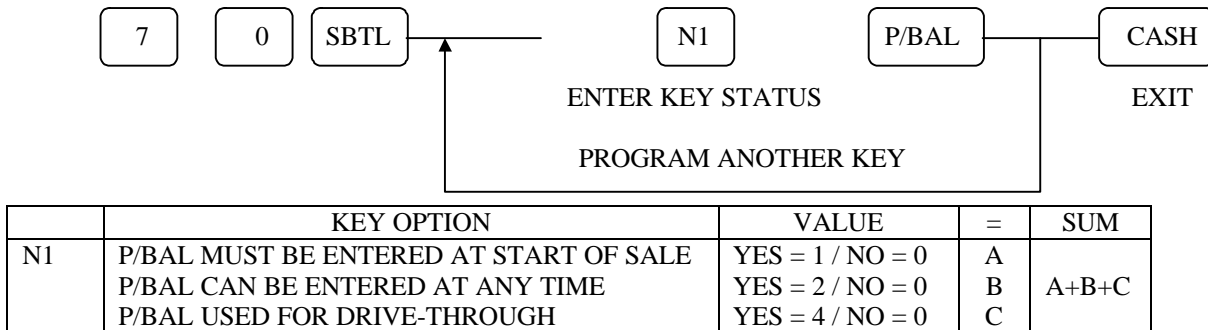 7 0 SBTL N1 P/BAL CASH
ENTER KEY STATUS EXIT
PROGRAM ANOTHER KEY
KEY OPTION VALUE = SUM
N1 P/BAL MUST BE ENTERED AT START OF SALE YES = 1 / NO = 0 A
P/BAL CAN BE ENTERED AT ANY TIME YES = 2 / NO = 0 B A+B+C
P/BAL USED FOR DRIVE-THROUGH YES = 4 / NO = 0 C